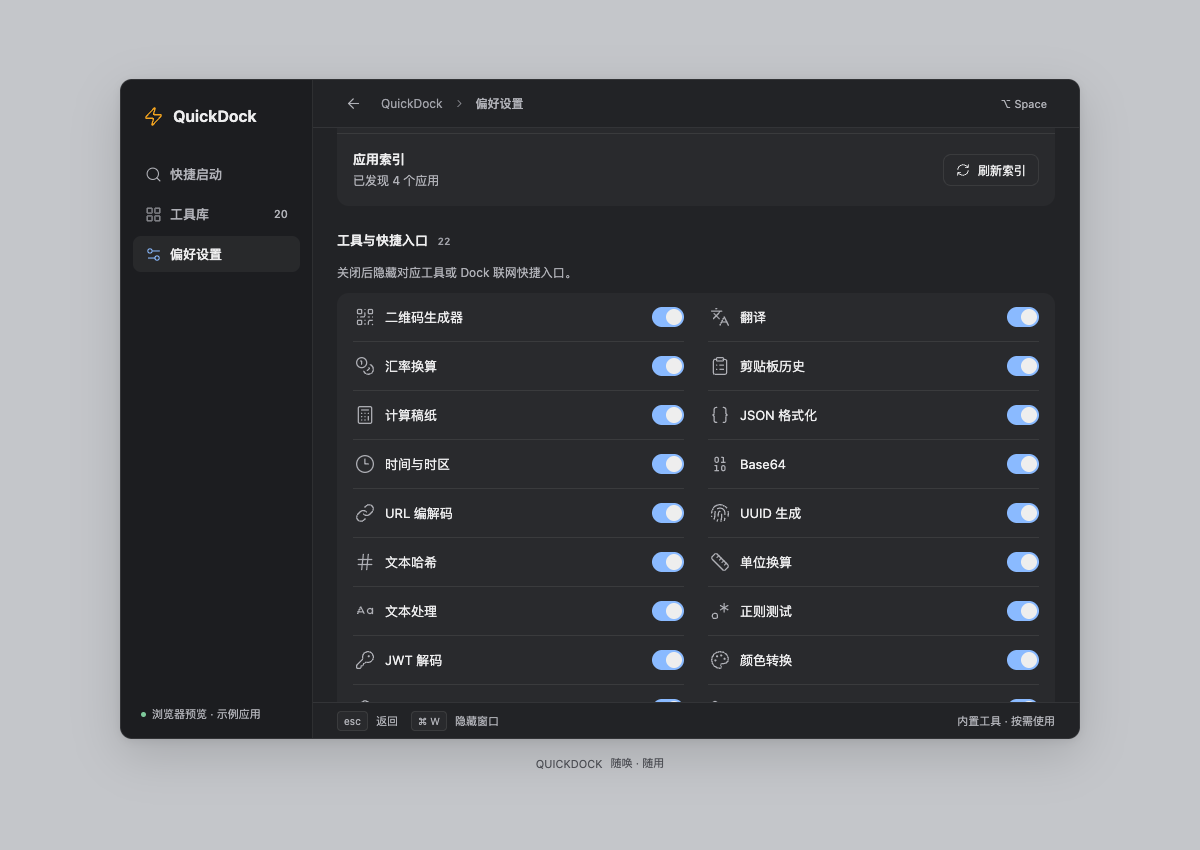 QuickDock
快捷启动
工具库 20
偏好设置
浏览器预览 · 示例应用
QuickDock > 偏好设置
⌥ Space
应用索引
已发现 4 个应用
刷新索引
工具与快捷入口 22
关闭后隐藏对应工具或 Dock 联网快捷入口。
二维码生成器
翻译
汇率换算
剪贴板历史
计算稿纸
JSON 格式化
时间与时区
Base64
URL 编解码
UUID 生成
文本哈希
单位换算
文本处理
正则测试
JWT 解码
颜色转换
esc 返回 ⌘ W 隐藏窗口
内置工具 · 按需使用
QUICKDOCK 随唤 · 随用